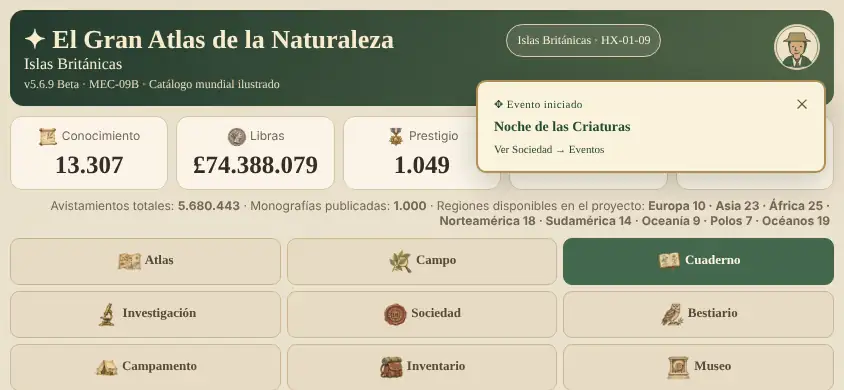 ✦ El Gran Atlas de la Naturaleza
Islas Británicas
v5.6.9 Beta · MEC-09B · Catálogo mundial ilustrado
Islas Británicas · HX-01-09
✥ Evento iniciado
Noche de las Criaturas
Ver Sociedad → Eventos
Conocimiento
13.307
Libras
£74.388.079
Prestigio
1.049
Avistamientos totales: 5.680.443 · Monografías publicadas: 1.000 · Regiones disponibles en el proyecto: Europa 10 · Asia 23 · África 25 ·
Norteamérica 18 · Sudamérica 14 · Oceanía 9 · Polos 7 · Océanos 19
Atlas
Campo
Cuaderno
Investigación
Sociedad
Bestiario
Campamento
Inventario
Museo